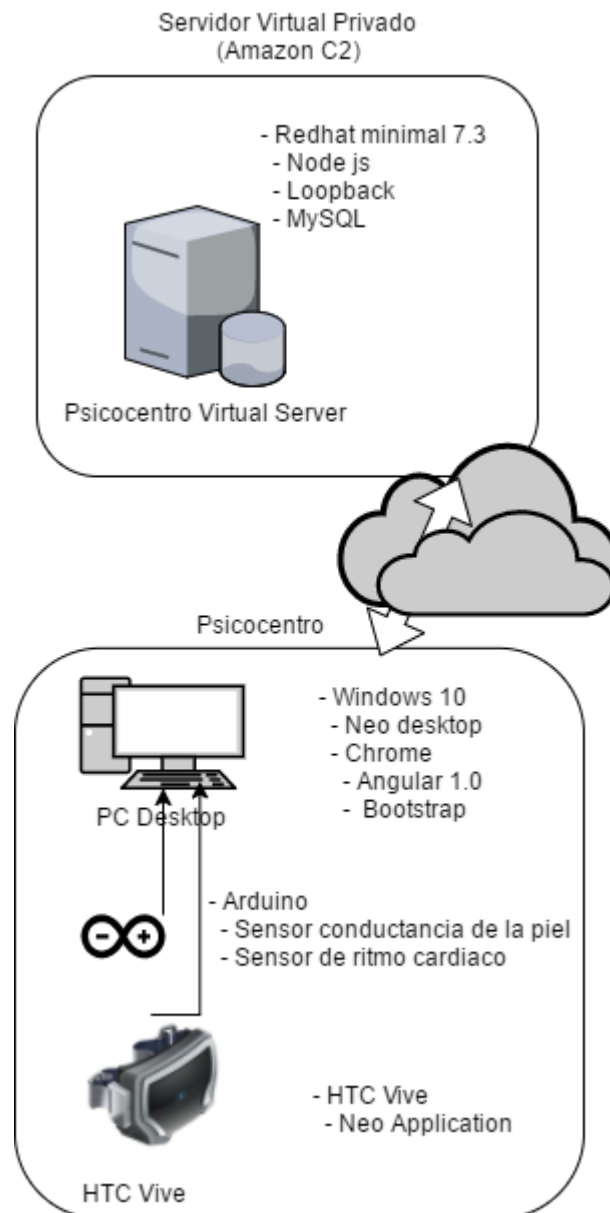 Servidor Virtual Privado
(Amazon C2)
- Redhat minimal 7.3
- Node js
- Loopback
- MySQL
Psicocentro Virtual Server
Psicocentro
- Windows 10
- Neo desktop
- Chrome
- Angular 1.0
- Bootstrap
PC Desktop
- Arduino
- Sensor conductancia de la piel
- Sensor de ritmo cardiaco
- HTC Vive
- Neo Application
HTC Vive